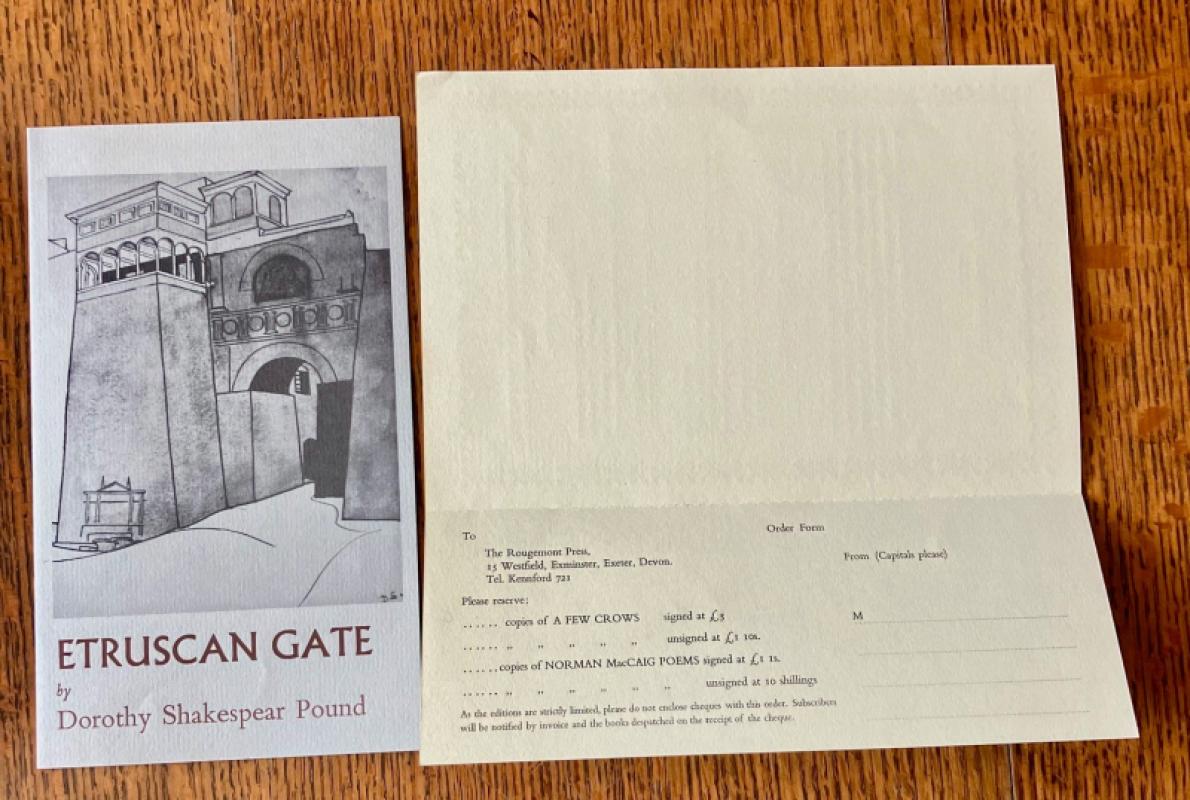 ETRUSCAN GATE
by
Dorothy Shakespear Pound
Order Form
To
The Rougemont Press,
15 Westfield, Exminster, Exeter, Devon.
Tel. Kennford 721
From (Capitals please)
Please reserve:
...... copies of A FEW CROWS signed at £5
...... „ „ „ „ „ unsigned at £1 10s.
...... copies of NORMAN MacCAIG POEMS signed at £1 1s.
...... „ „ „ „ „ „ unsigned at 10 shillings
M
As the editions are strictly limited, please do not enclose cheques with this order. Subscribers
will be notified by invoice and the books despatched on the receipt of the cheque.